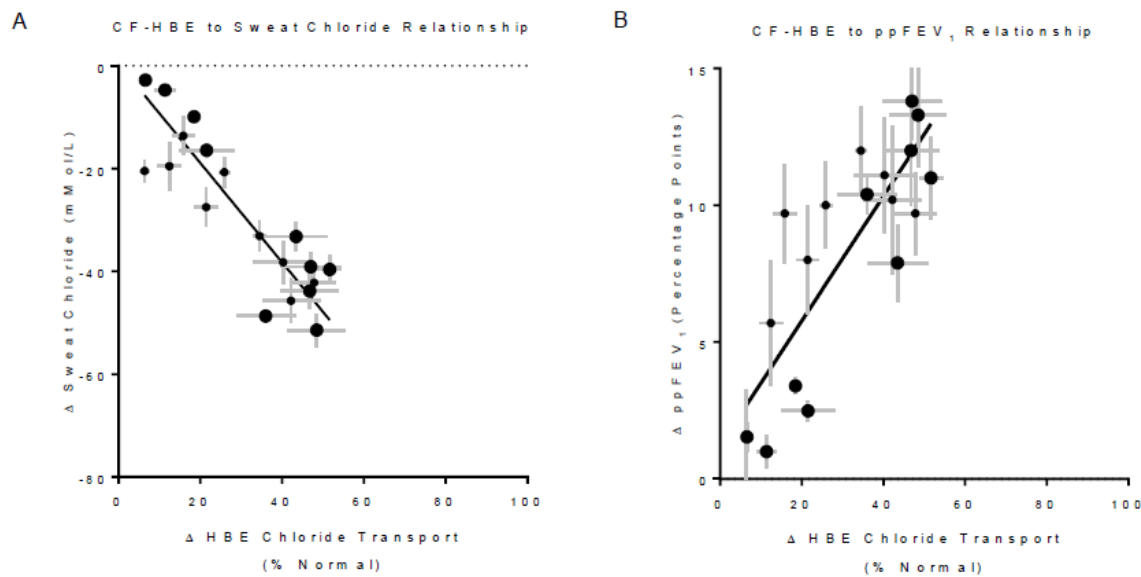 A
CF-HBE to Sweat Chloride Relationship
Δ Sweat Chloride (mMol/L)
0
-20
-40
-60
-80
0 20 40 60 80 100
Δ HBE Chloride Transport
(% Normal)
B
CF-HBE to ppFEV₁ Relationship
Δ ppFEV₁ (Percentage Points)
15
10
5
0
0 20 40 60 80 100
Δ HBE Chloride Transport
(% Normal)